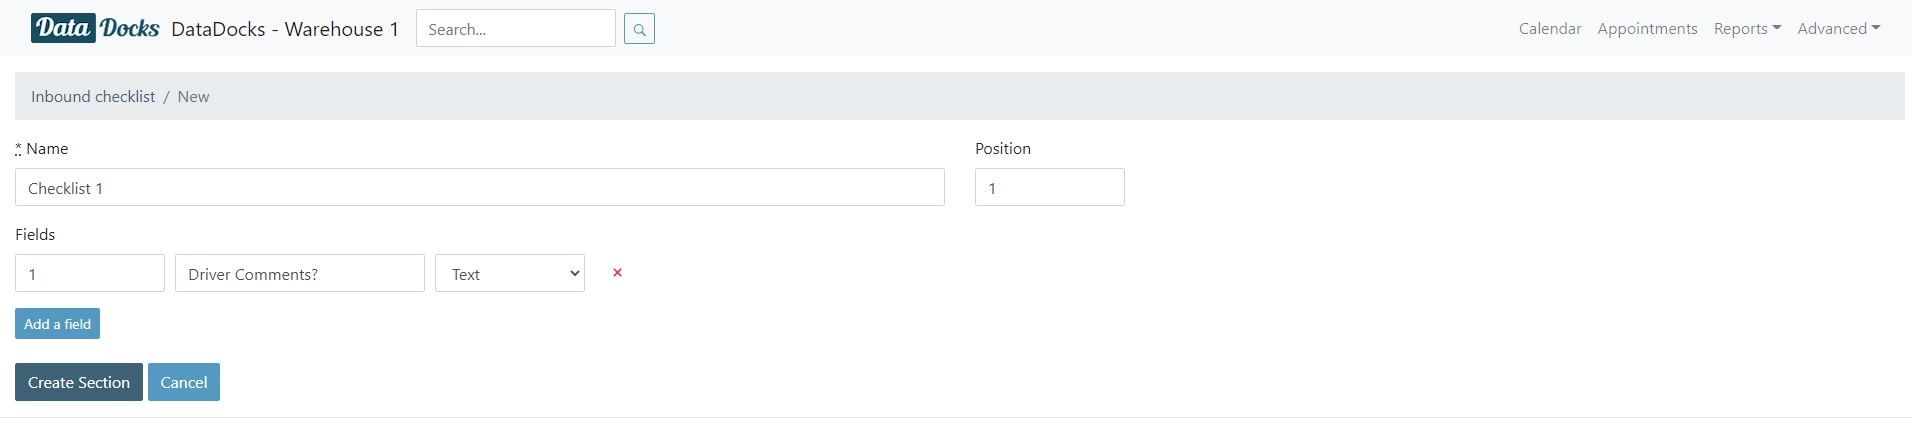 Data Docks DataDocks - Warehouse 1 Search... Calendar Appointments Reports Advanced
Inbound checklist / New
* Name Position
Checklist 1 1
Fields
1 Driver Comments? Text ×
Add a field
Create Section Cancel